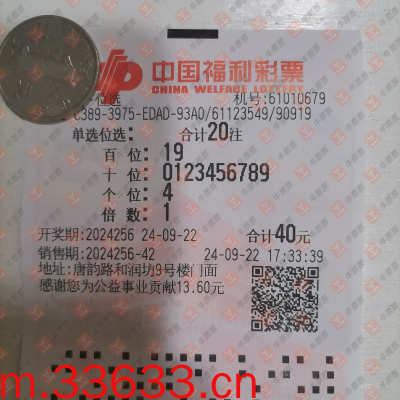 中国福利彩票
CHINA WELFARE LOTTERY
位选 机号:61010679
C389-3975-EDAD-93A0/61123549/90919
单选位选: 合计20注
百位: 19
十位: 0123456789
个位: 4
倍数: 1
开奖期:2024256 24-09-22 合计40元
销售期:2024256-42 24-09-22 17:33:39
地址:唐韵路和润坊9号楼门面
感谢您为公益事业贡献13.60元
m.33633.cn